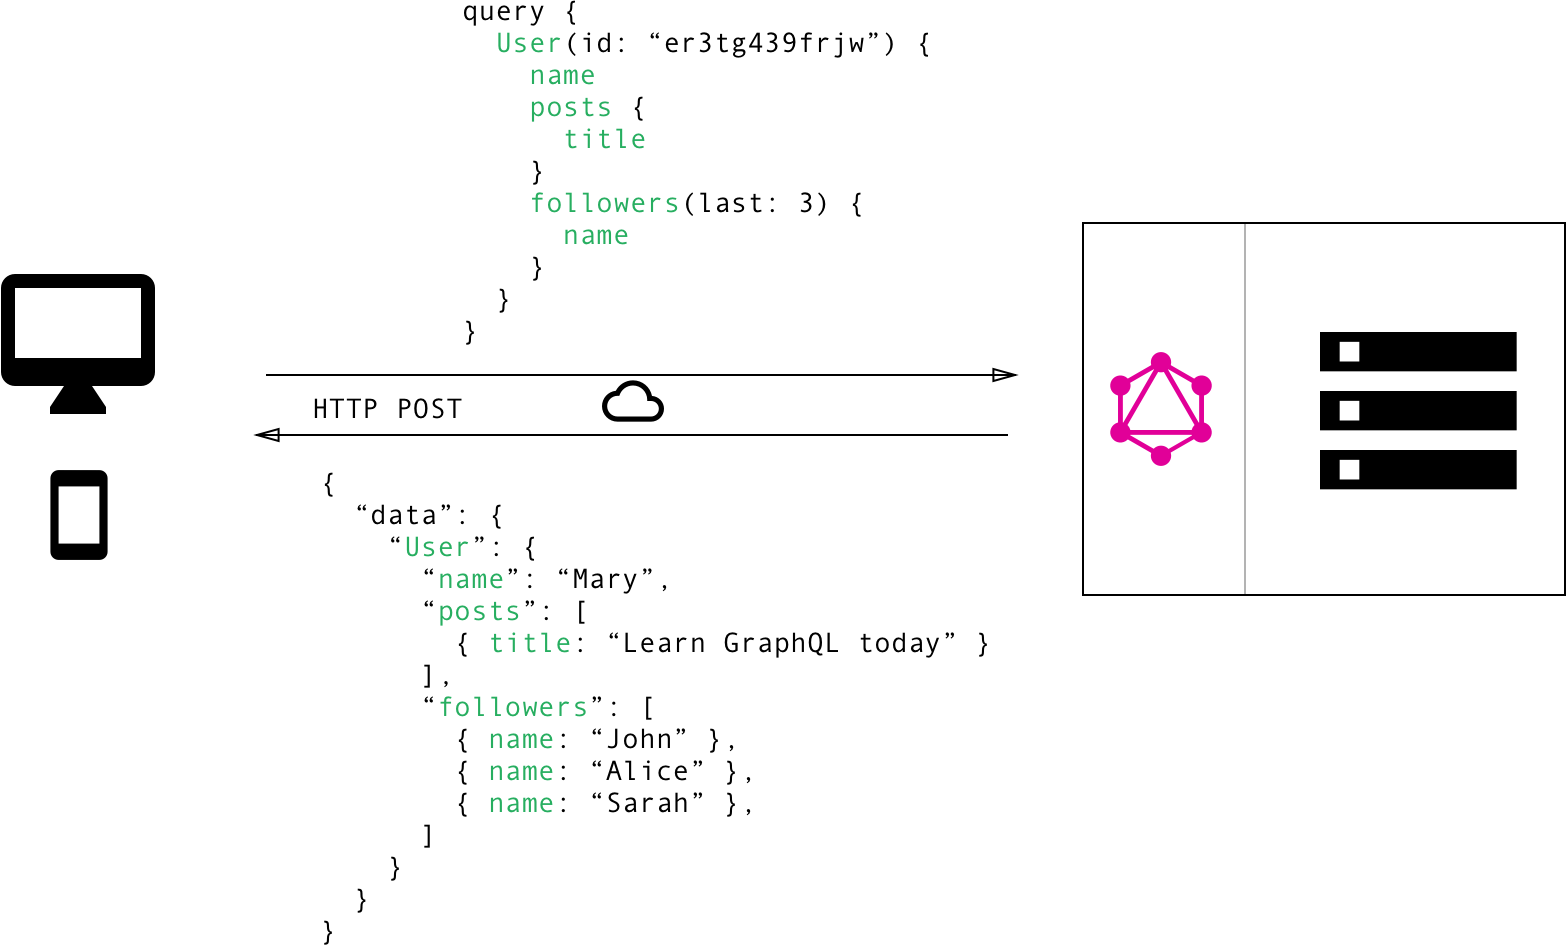 query {
  User(id: “er3tg439frjw”) {
    name
    posts {
      title
    }
    followers(last: 3) {
      name
    }
  }
}
HTTP POST
{
  “data”: {
    “User”: {
      “name”: “Mary”,
      “posts”: [
        { title: “Learn GraphQL today” }
      ],
      “followers”: [
        { name: “John” },
        { name: “Alice” },
        { name: “Sarah” },
      ]
    }
  }
}